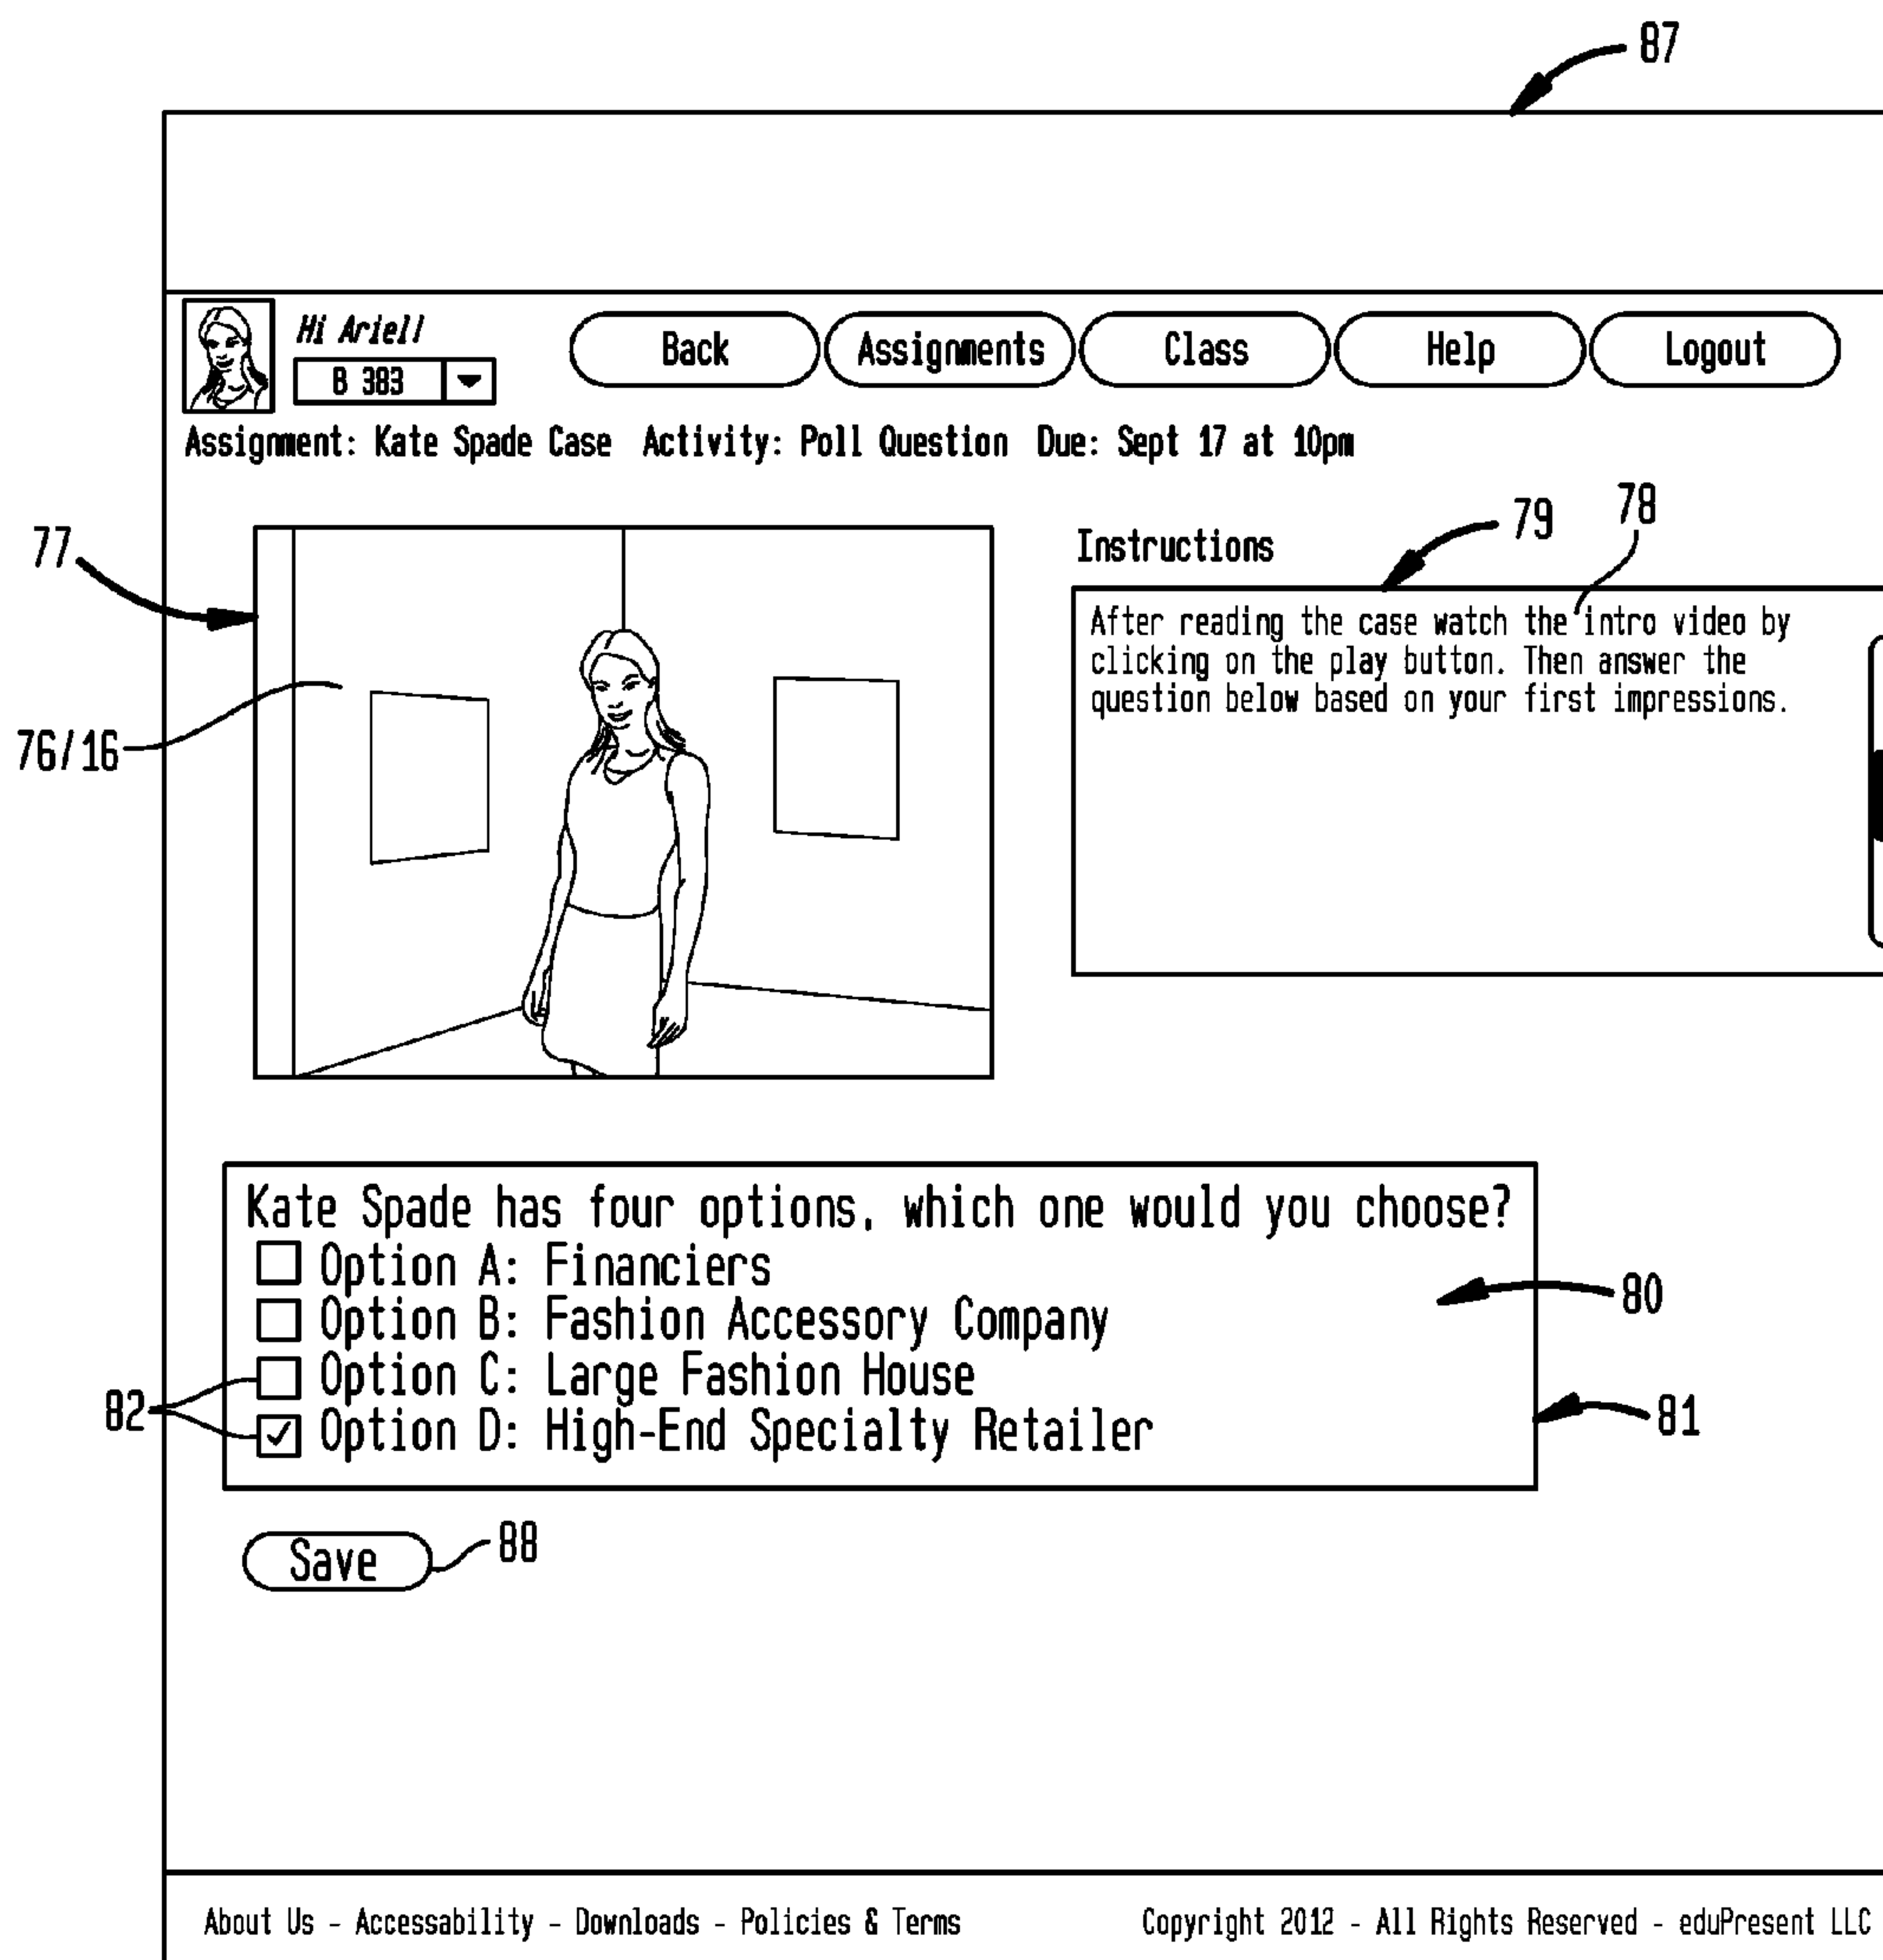 87
Hi Ariel!
B 383
Back Assignments Class Help Logout
Assignment: Kate Spade Case Activity: Poll Question Due: Sept 17 at 10pm
77
Instructions
79
78
After reading the case watch the intro video by
clicking on the play button. Then answer the
question below based on your first impressions.
76/16
Kate Spade has four options, which one would you choose?
Option A: Financiers
Option B: Fashion Accessory Company
Option C: Large Fashion House
Option D: High-End Specialty Retailer
80
82
81
Save
88
About Us - Accessability - Downloads - Policies & Terms Copyright 2012 - All Rights Reserved - eduPresent LLC